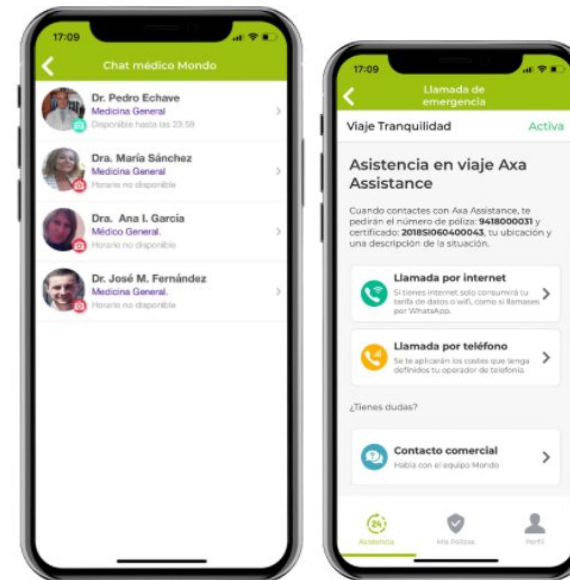 17:09
Chat médico Mondo
Dr. Pedro Echave
Medicina General
Disponible hasta las 23:59
Dra. María Sánchez
Medicina General
Horario no disponible
Dra. Ana I. García
Médico General.
Horario no disponible
Dr. José M. Fernández
Medicina General.
Horario no disponible
17:09
Llamada de
emergencia
Viaje Tranquilidad
Activa
Asistencia en viaje Axa
Assistance
Cuando contactes con Axa Assistance, te
pedirán el número de póliza: 9418000031 y
certificado: 2018SI060400043, tu ubicación y
una descripción de la situación.
Llamada por internet
Si tienes internet solo consumirá tu
tarifa de datos o wifi, como si llamases
por WhatsApp.
Llamada por teléfono
Se te aplicarán los costes que tenga
definidos tu operador de telefonía.
¿Tienes dudas?
Contacto comercial
Habla con el equipo Mondo
24
Asistencia
Mis Pólizas
Perfil